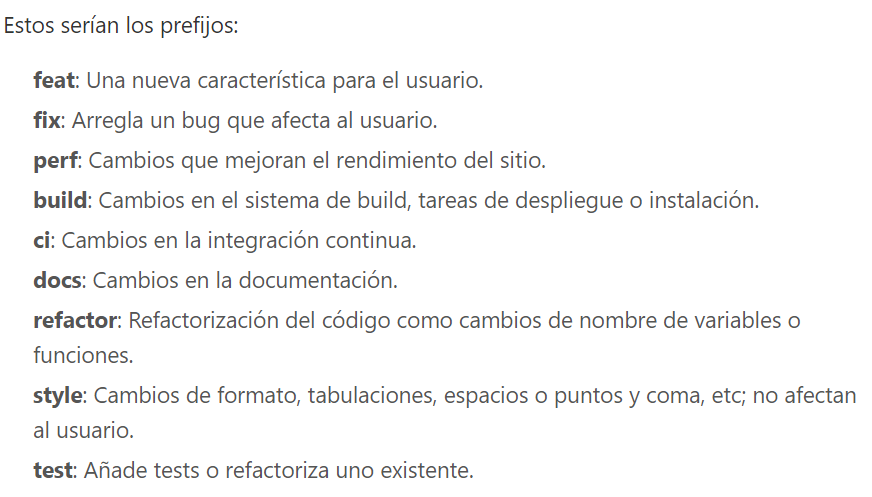 Estos serían los prefijos:
feat: Una nueva característica para el usuario.
fix: Arregla un bug que afecta al usuario.
perf: Cambios que mejoran el rendimiento del sitio.
build: Cambios en el sistema de build, tareas de despliegue o instalación.
ci: Cambios en la integración continua.
docs: Cambios en la documentación.
refactor: Refactorización del código como cambios de nombre de variables o
funciones.
style: Cambios de formato, tabulaciones, espacios o puntos y coma, etc; no afectan
al usuario.
test: Añade tests o refactoriza uno existente.